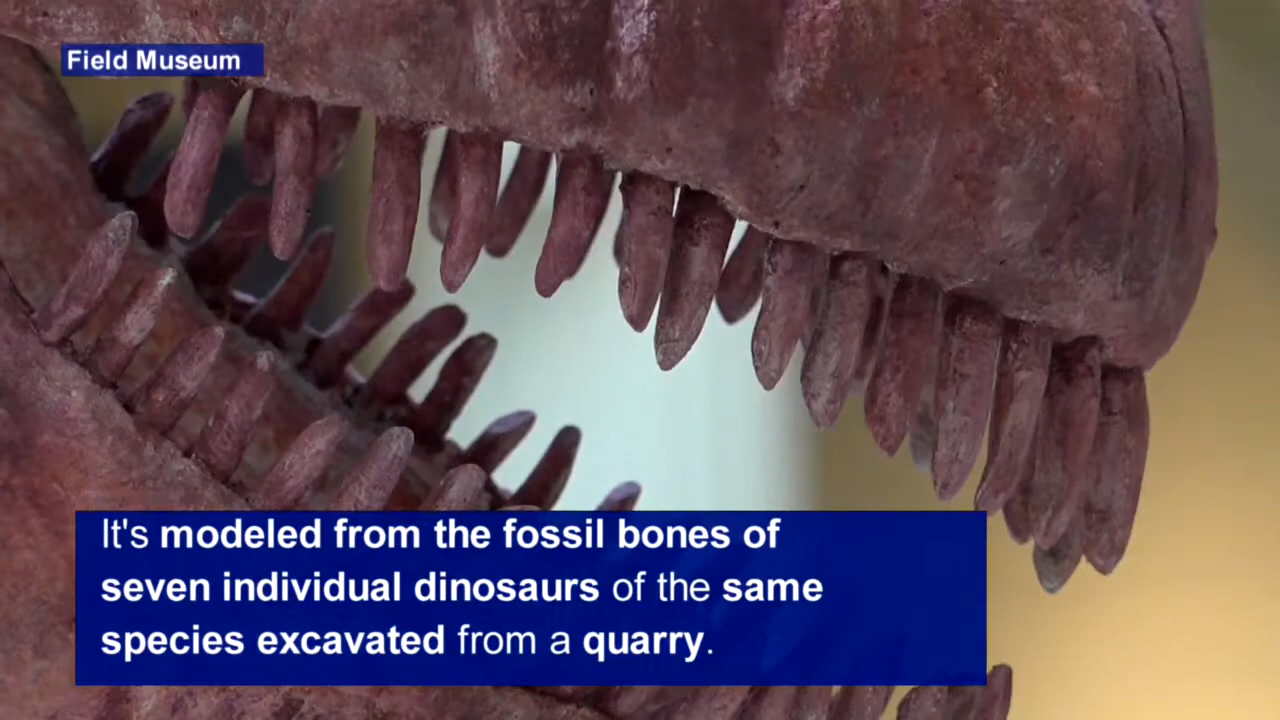 Field Museum
It's modeled from the fossil bones of
seven individual dinosaurs of the same
species excavated from a quarry.